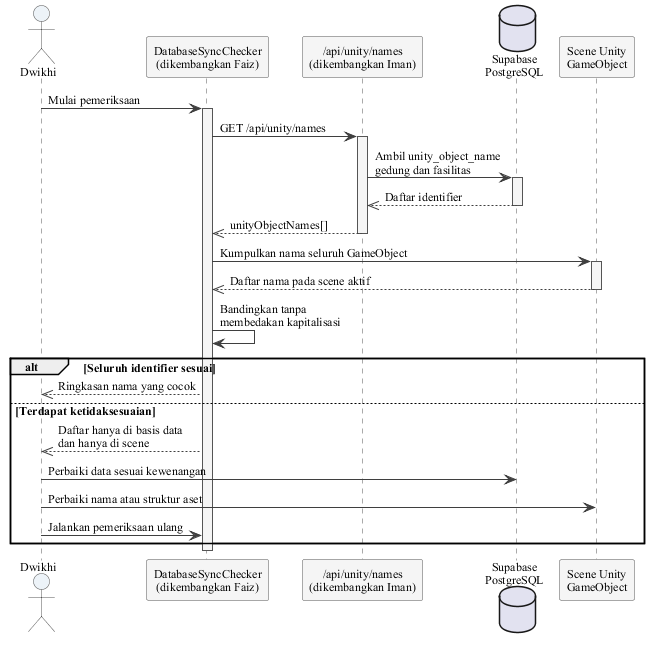 Dwikhi
DatabaseSyncChecker
(dikembangkan Faiz)
/api/unity/names
(dikembangkan Iman)
Supabase
PostgreSQL
Scene Unity
GameObject
Mulai pemeriksaan
GET /api/unity/names
Ambil unity_object_name
gedung dan fasilitas
Daftar identifier
unityObjectNames[]
Kumpulkan nama seluruh GameObject
Daftar nama pada scene aktif
Bandingkan tanpa
membedakan kapitalisasi
alt
[Seluruh identifier sesuai]
Ringkasan nama yang cocok
[Terdapat ketidaksesuaian]
Daftar hanya di basis data
dan hanya di scene
Perbaiki data sesuai kewenangan
Perbaiki nama atau struktur aset
Jalankan pemeriksaan ulang
Dwikhi
DatabaseSyncChecker
(dikembangkan Faiz)
/api/unity/names
(dikembangkan Iman)
Supabase
PostgreSQL
Scene Unity
GameObject